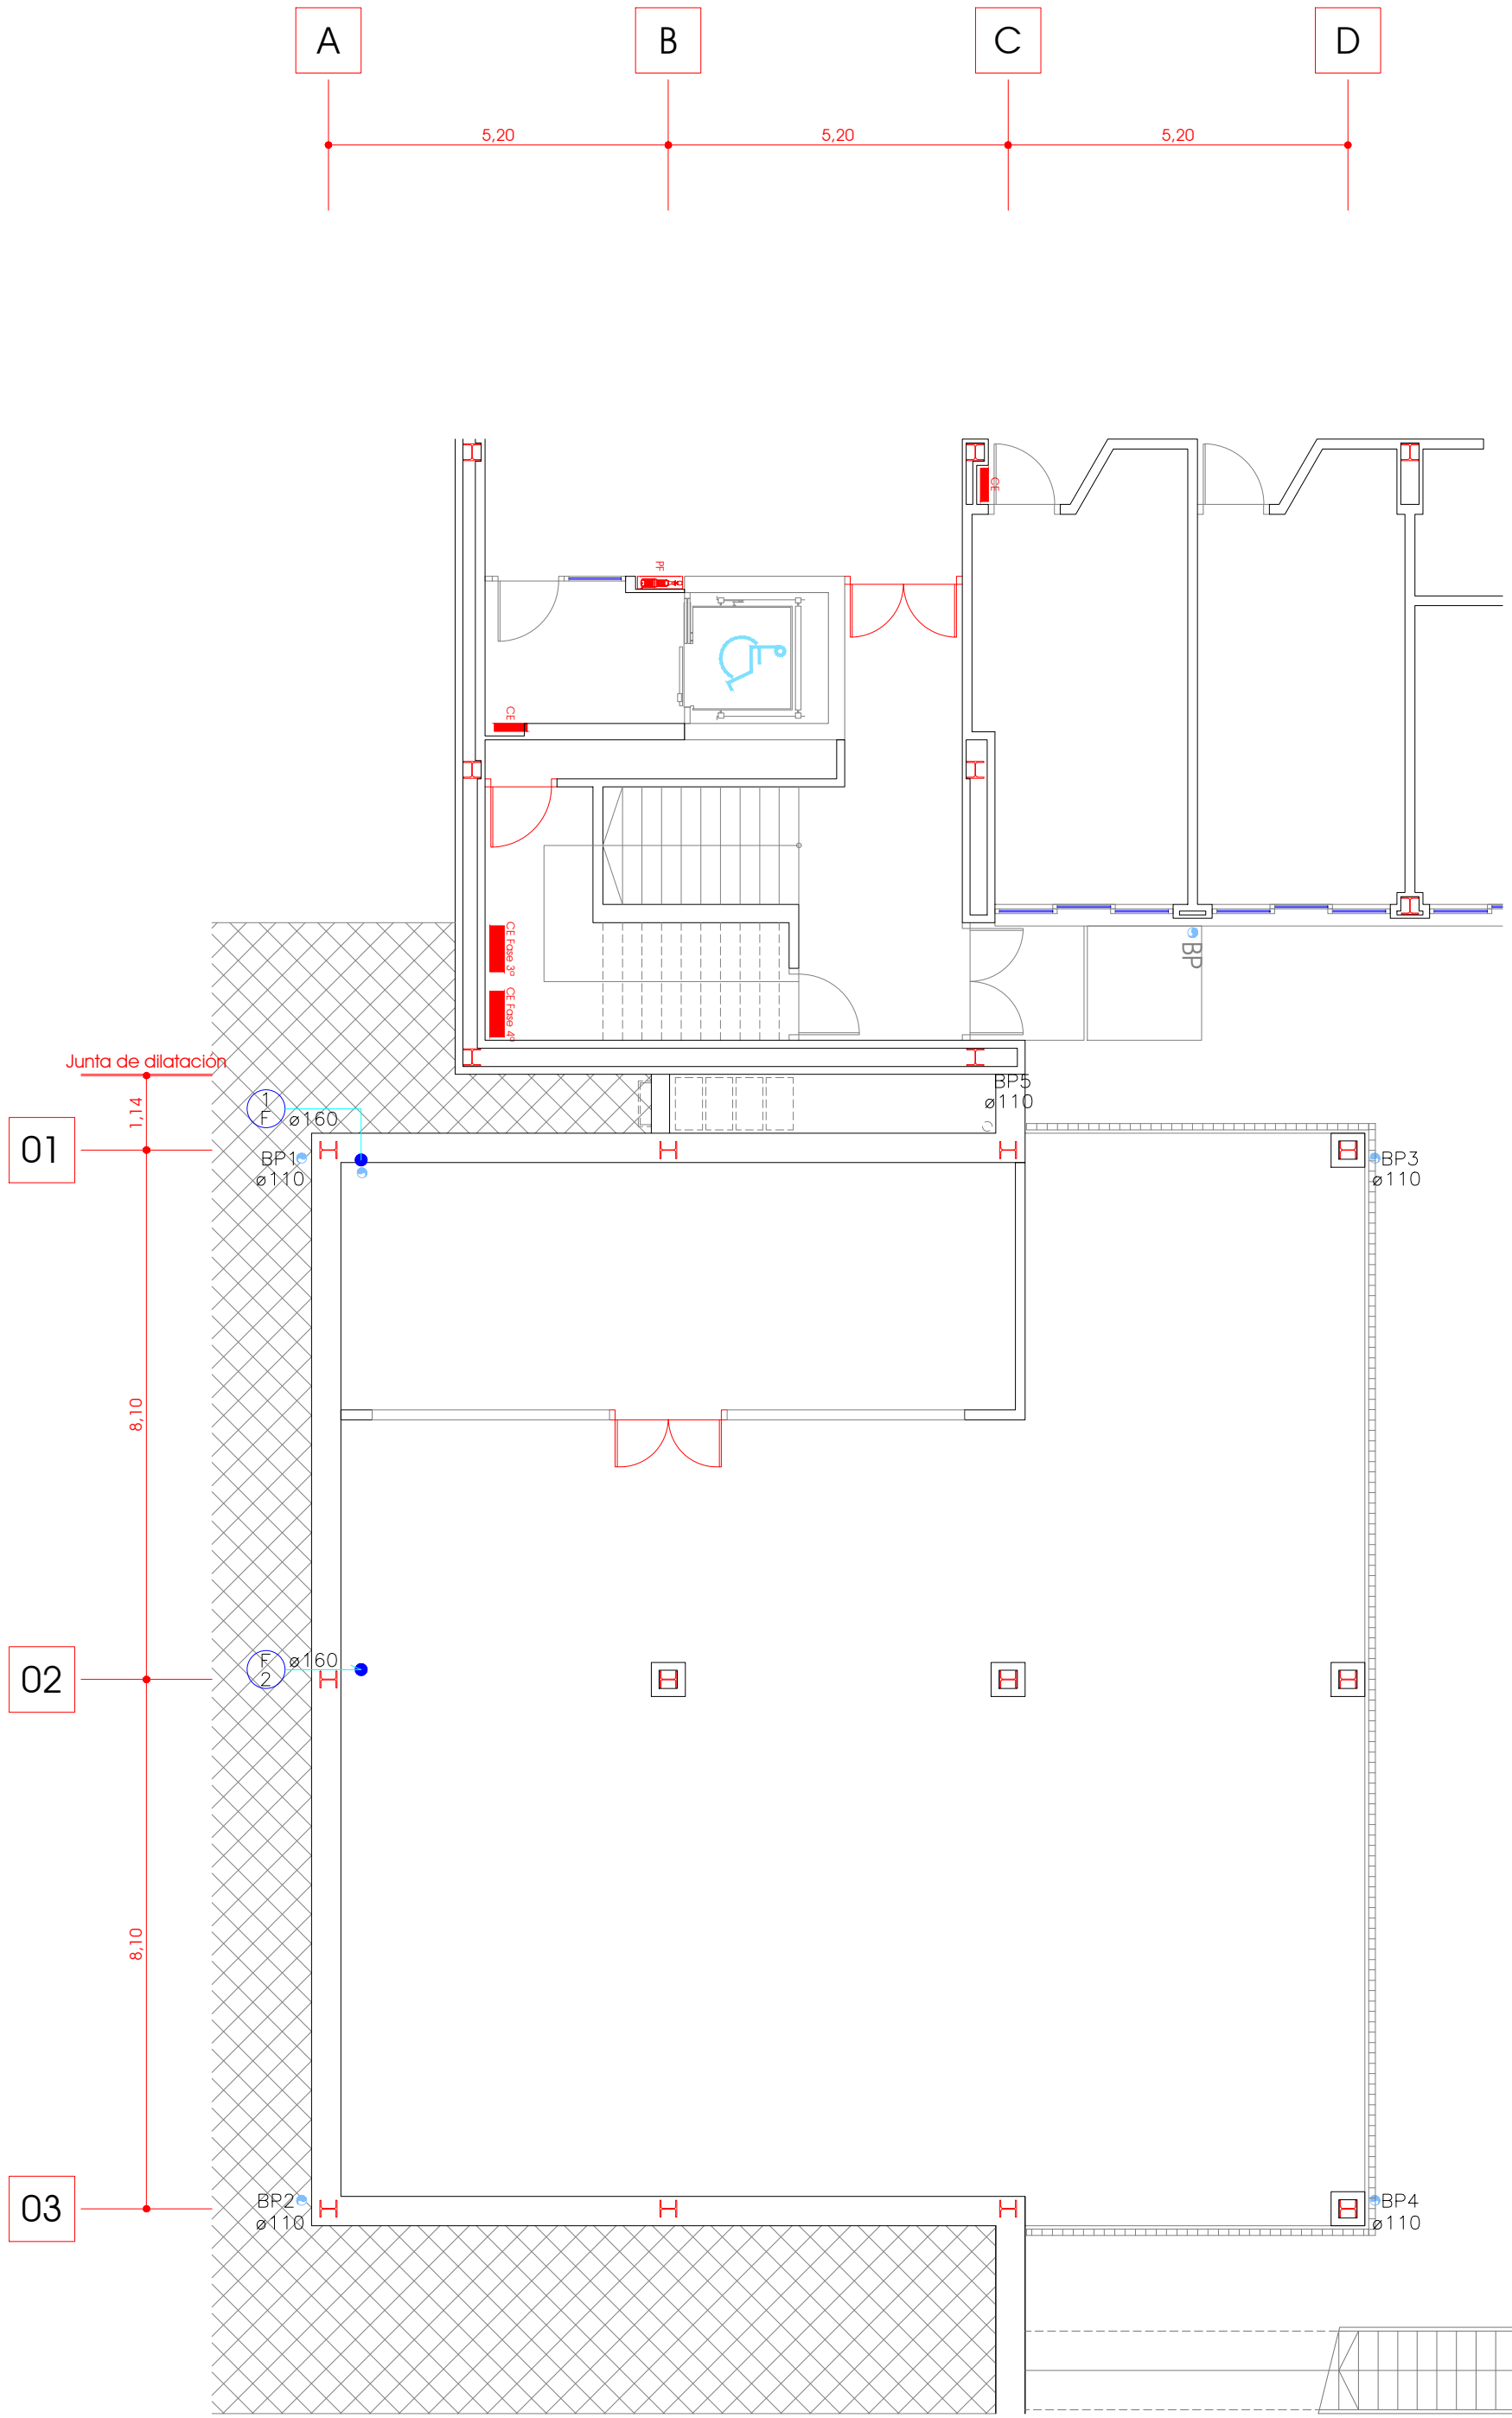 A
B
C
D
5,20
5,20
5,20
CE
PF
CE
CE Fase 3ª
CE Fase 4ª
BP
Junta de dilatación
1,14
1
F
ø160
BP5
ø110
01
BP1
ø110
BP3
ø110
8,10
02
F
2
ø160
8,10
03
BP2
ø110
BP4
ø110